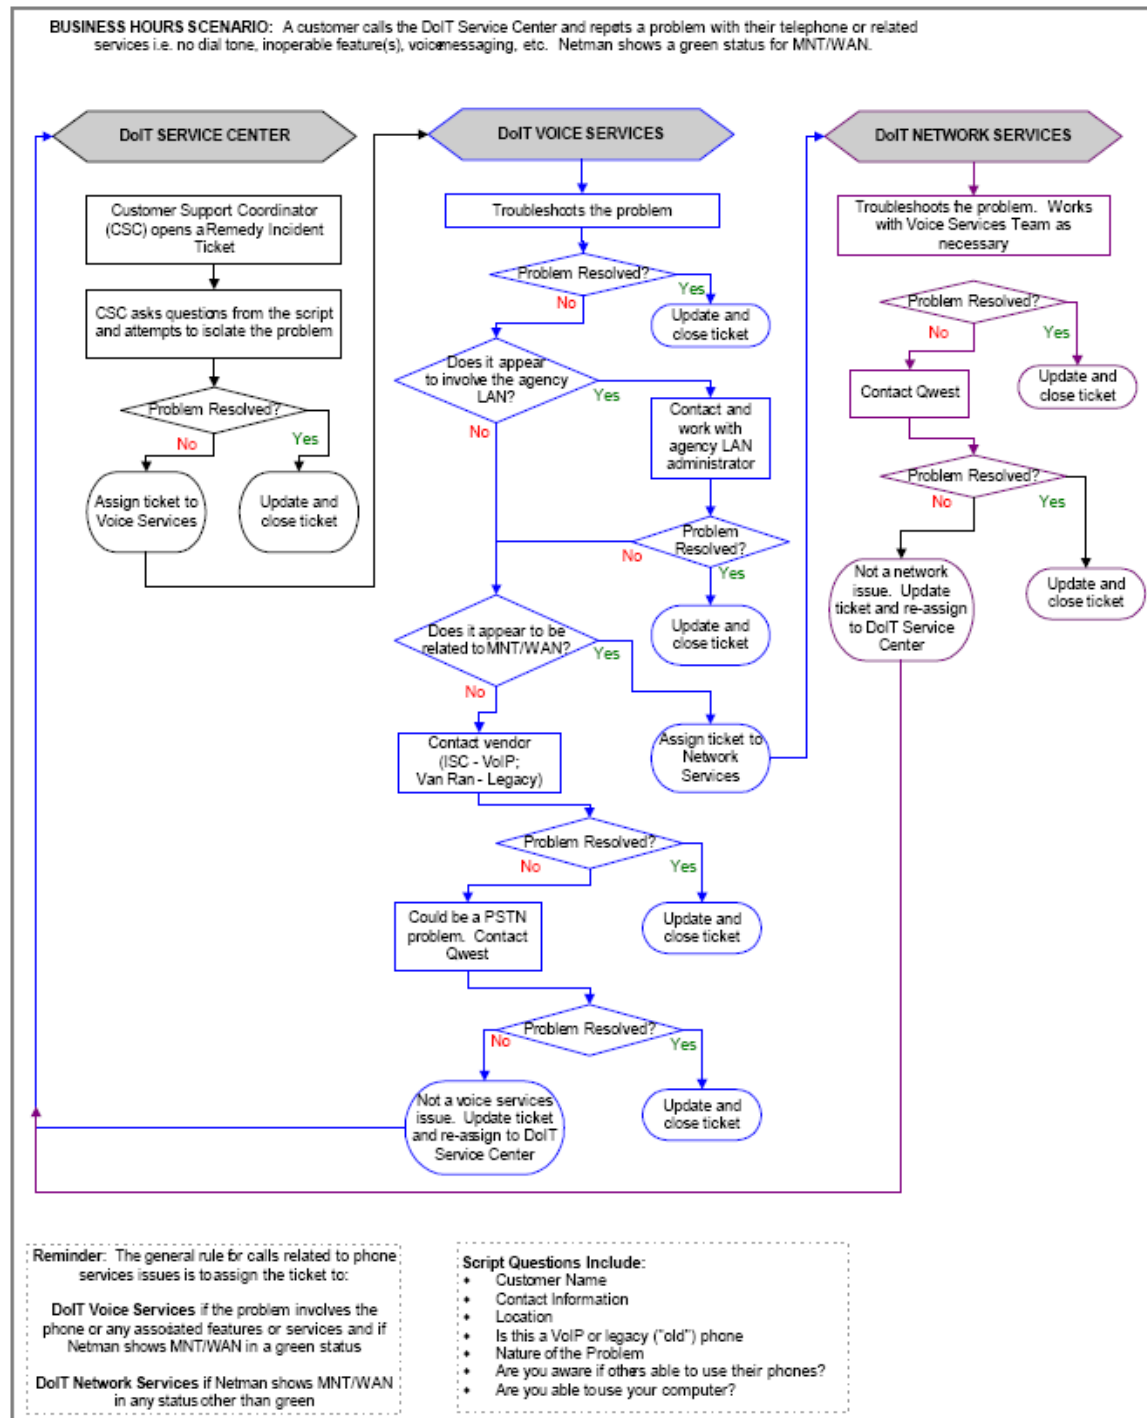 BUSINESS HOURS SCENARIO: A customer calls the DoIT Service Center and repots a problem with their telephone or related
services i.e. no dial tone, inoperable feature(s), voicemessaging, etc. Netman shows a green status for MNT/WAN.
DoIT SERVICE CENTER
Customer Support Coordinator
(CSC) opens a Remedy Incident
Ticket
CSC asks questions from the script
and attempts to isolate the problem
Problem Resolved?
No
Yes
Assign ticket to
Voice Services
Update and
close ticket
DoIT VOICE SERVICES
Troubleshoots the problem
Problem Resolved?
Yes
No
Update and
close ticket
Does it appear
to involve the agency
LAN?
Yes
No
Contact and
work with
agency LAN
administrator
Problem
Resolved?
No
Yes
Update and
close ticket
Does it appear to be
related to MNT/WAN?
Yes
No
Assign ticket to
Network
Services
Contact vendor
(ISC - VoIP;
Van Ran - Legacy)
Problem Resolved?
No
Yes
Update and
close ticket
Could be a PSTN
problem. Contact
Qwest
Problem Resolved?
No
Yes
Update and
close ticket
Not a voice services
issue. Update ticket
and re-assign to DoIT
Service Center
DoIT NETWORK SERVICES
Troubleshoots the problem. Works
with Voice Services Team as
necessary
Problem Resolved?
No
Yes
Update and
close ticket
Contact Qwest
Problem Resolved?
No
Yes
Update and
close ticket
Not a network
issue. Update
ticket and re-assign
to DoIT Service
Center
Reminder: The general rule for calls related to phone
services issues is to assign the ticket to:
DoIT Voice Services if the problem involves the
phone or any associated features or services and if
Netman shows MNT/WAN in a green status
DoIT Network Services if Netman shows MNT/WAN
in any status other than green
Script Questions Include:
• Customer Name
• Contact Information
• Location
• Is this a VoIP or legacy ("old") phone
• Nature of the Problem
• Are you aware if others able to use their phones?
• Are you able to use your computer?